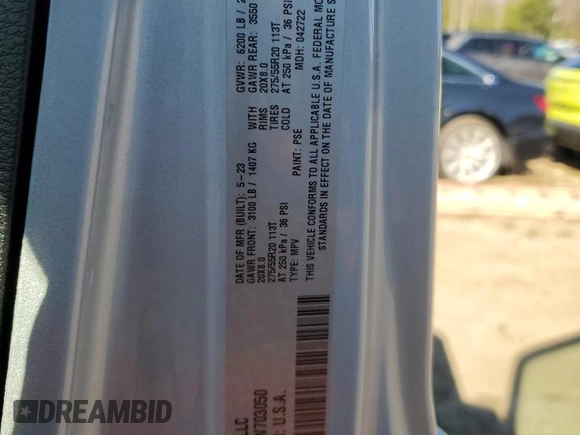 LLC
703050
: U.S.A.
DATE OF MFR (BUILT): 5-23 GVWR: 6200 LB /
GAWR FRONT: 3100 LB / 1407 KG WITH GAWR REAR: 3550
20X8.0 RIMS 20X8.0
275/55R20 113T TIRES 275/55R20 113T
AT 250 kPa / 36 PSI COLD AT 250 kPa / 36 PSI
TYPE: MPV PAINT: PSE MDH: 042722
THIS VEHICLE CONFORMS TO ALL APPLICABLE U.S.A. FEDERAL MO
STANDARDS IN EFFECT ON THE DATE OF MANUFACTURE S
RawAutoBid